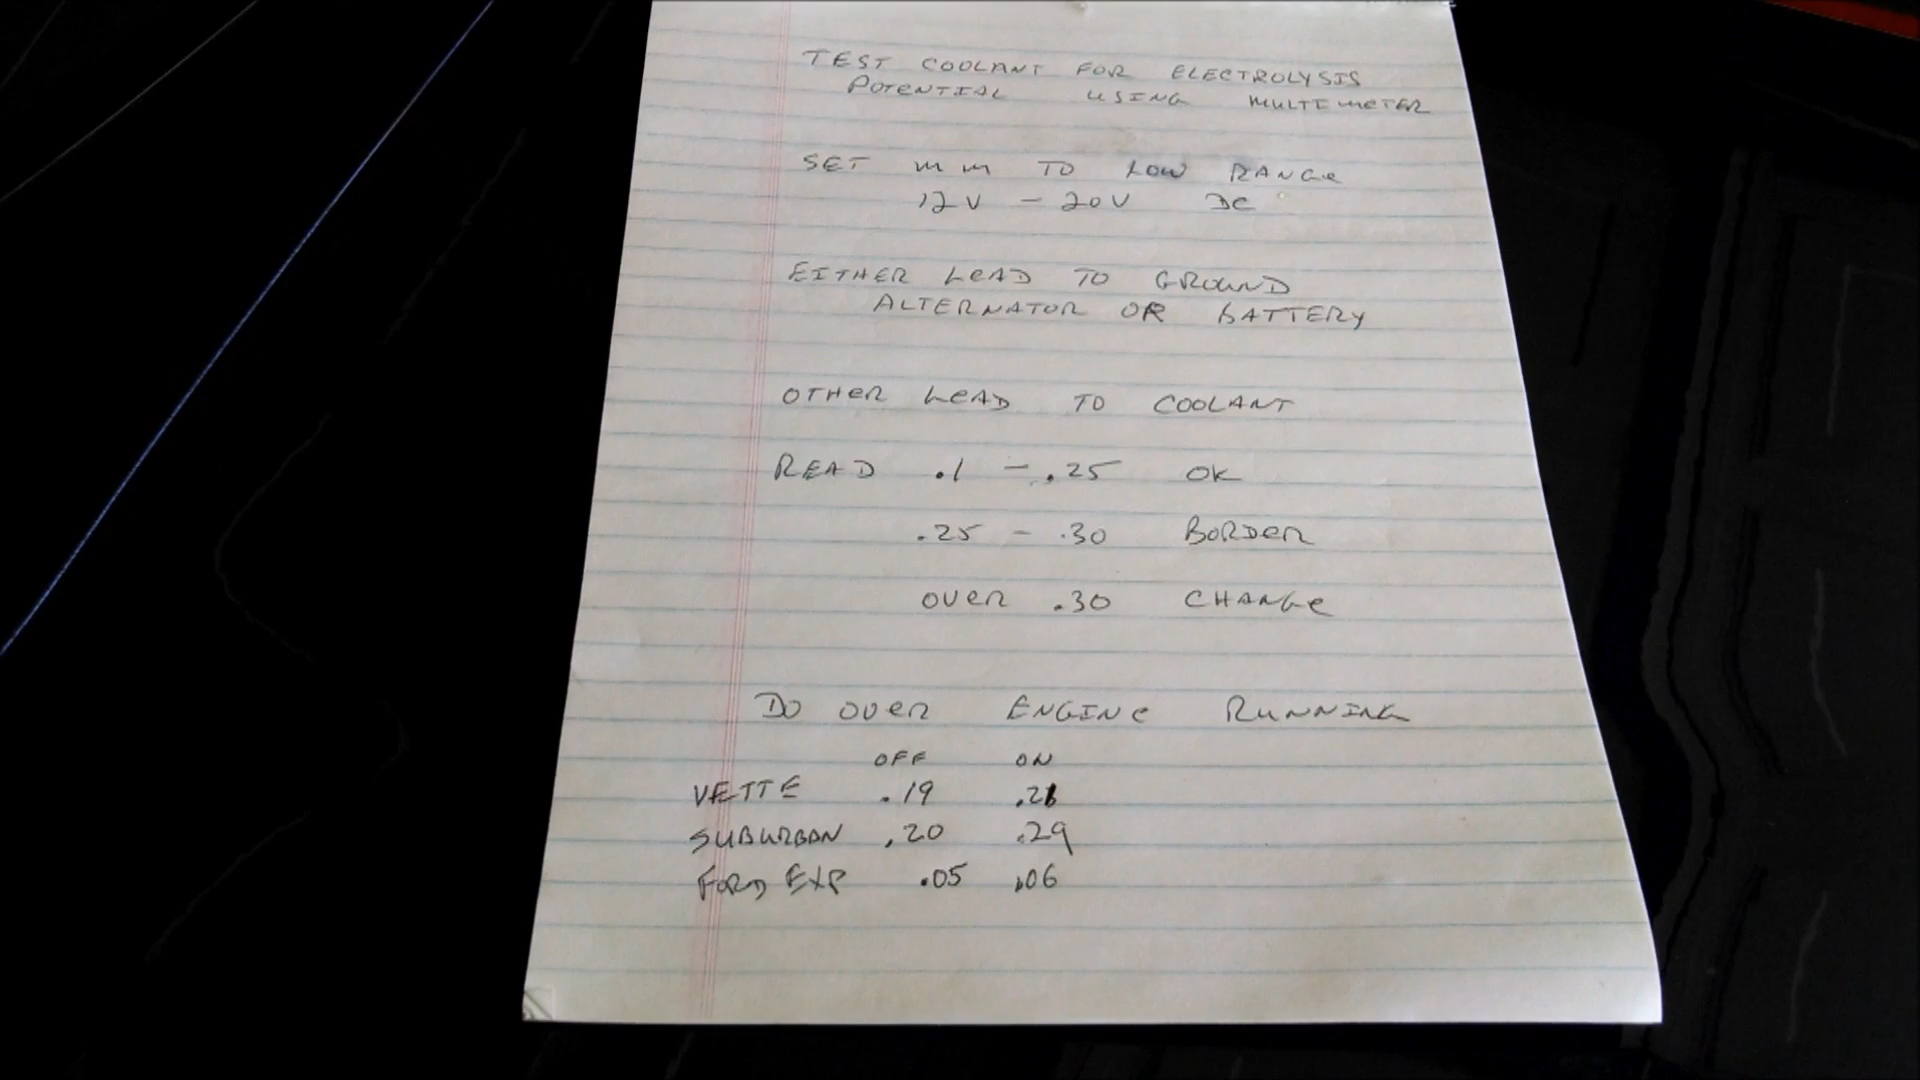 TEST COOLANT FOR ELECTROLYSIS
POTENTIAL USING MULTIMETER
SET MM TO LOW RANGE
12V - 20V DC
EITHER LEAD TO GROUND
ALTERNATOR OR BATTERY
OTHER LEAD TO COOLANT
READ .1 - .25 OK
.25 - .30 BORDER
OVER .30 CHANGE
DO OVER ENGINE RUNNING
OFF ON
VETTE .19
SUBURBAN .20 .29
FORD EXP .05 .06